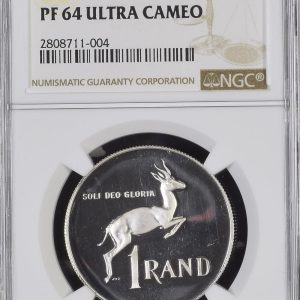 PF 64 ULTRA CAMEO
2808711-004
NUMISMATIC GUARANTY CORPORATION
NGC
SOLI DEO GLORIA
1 RAND